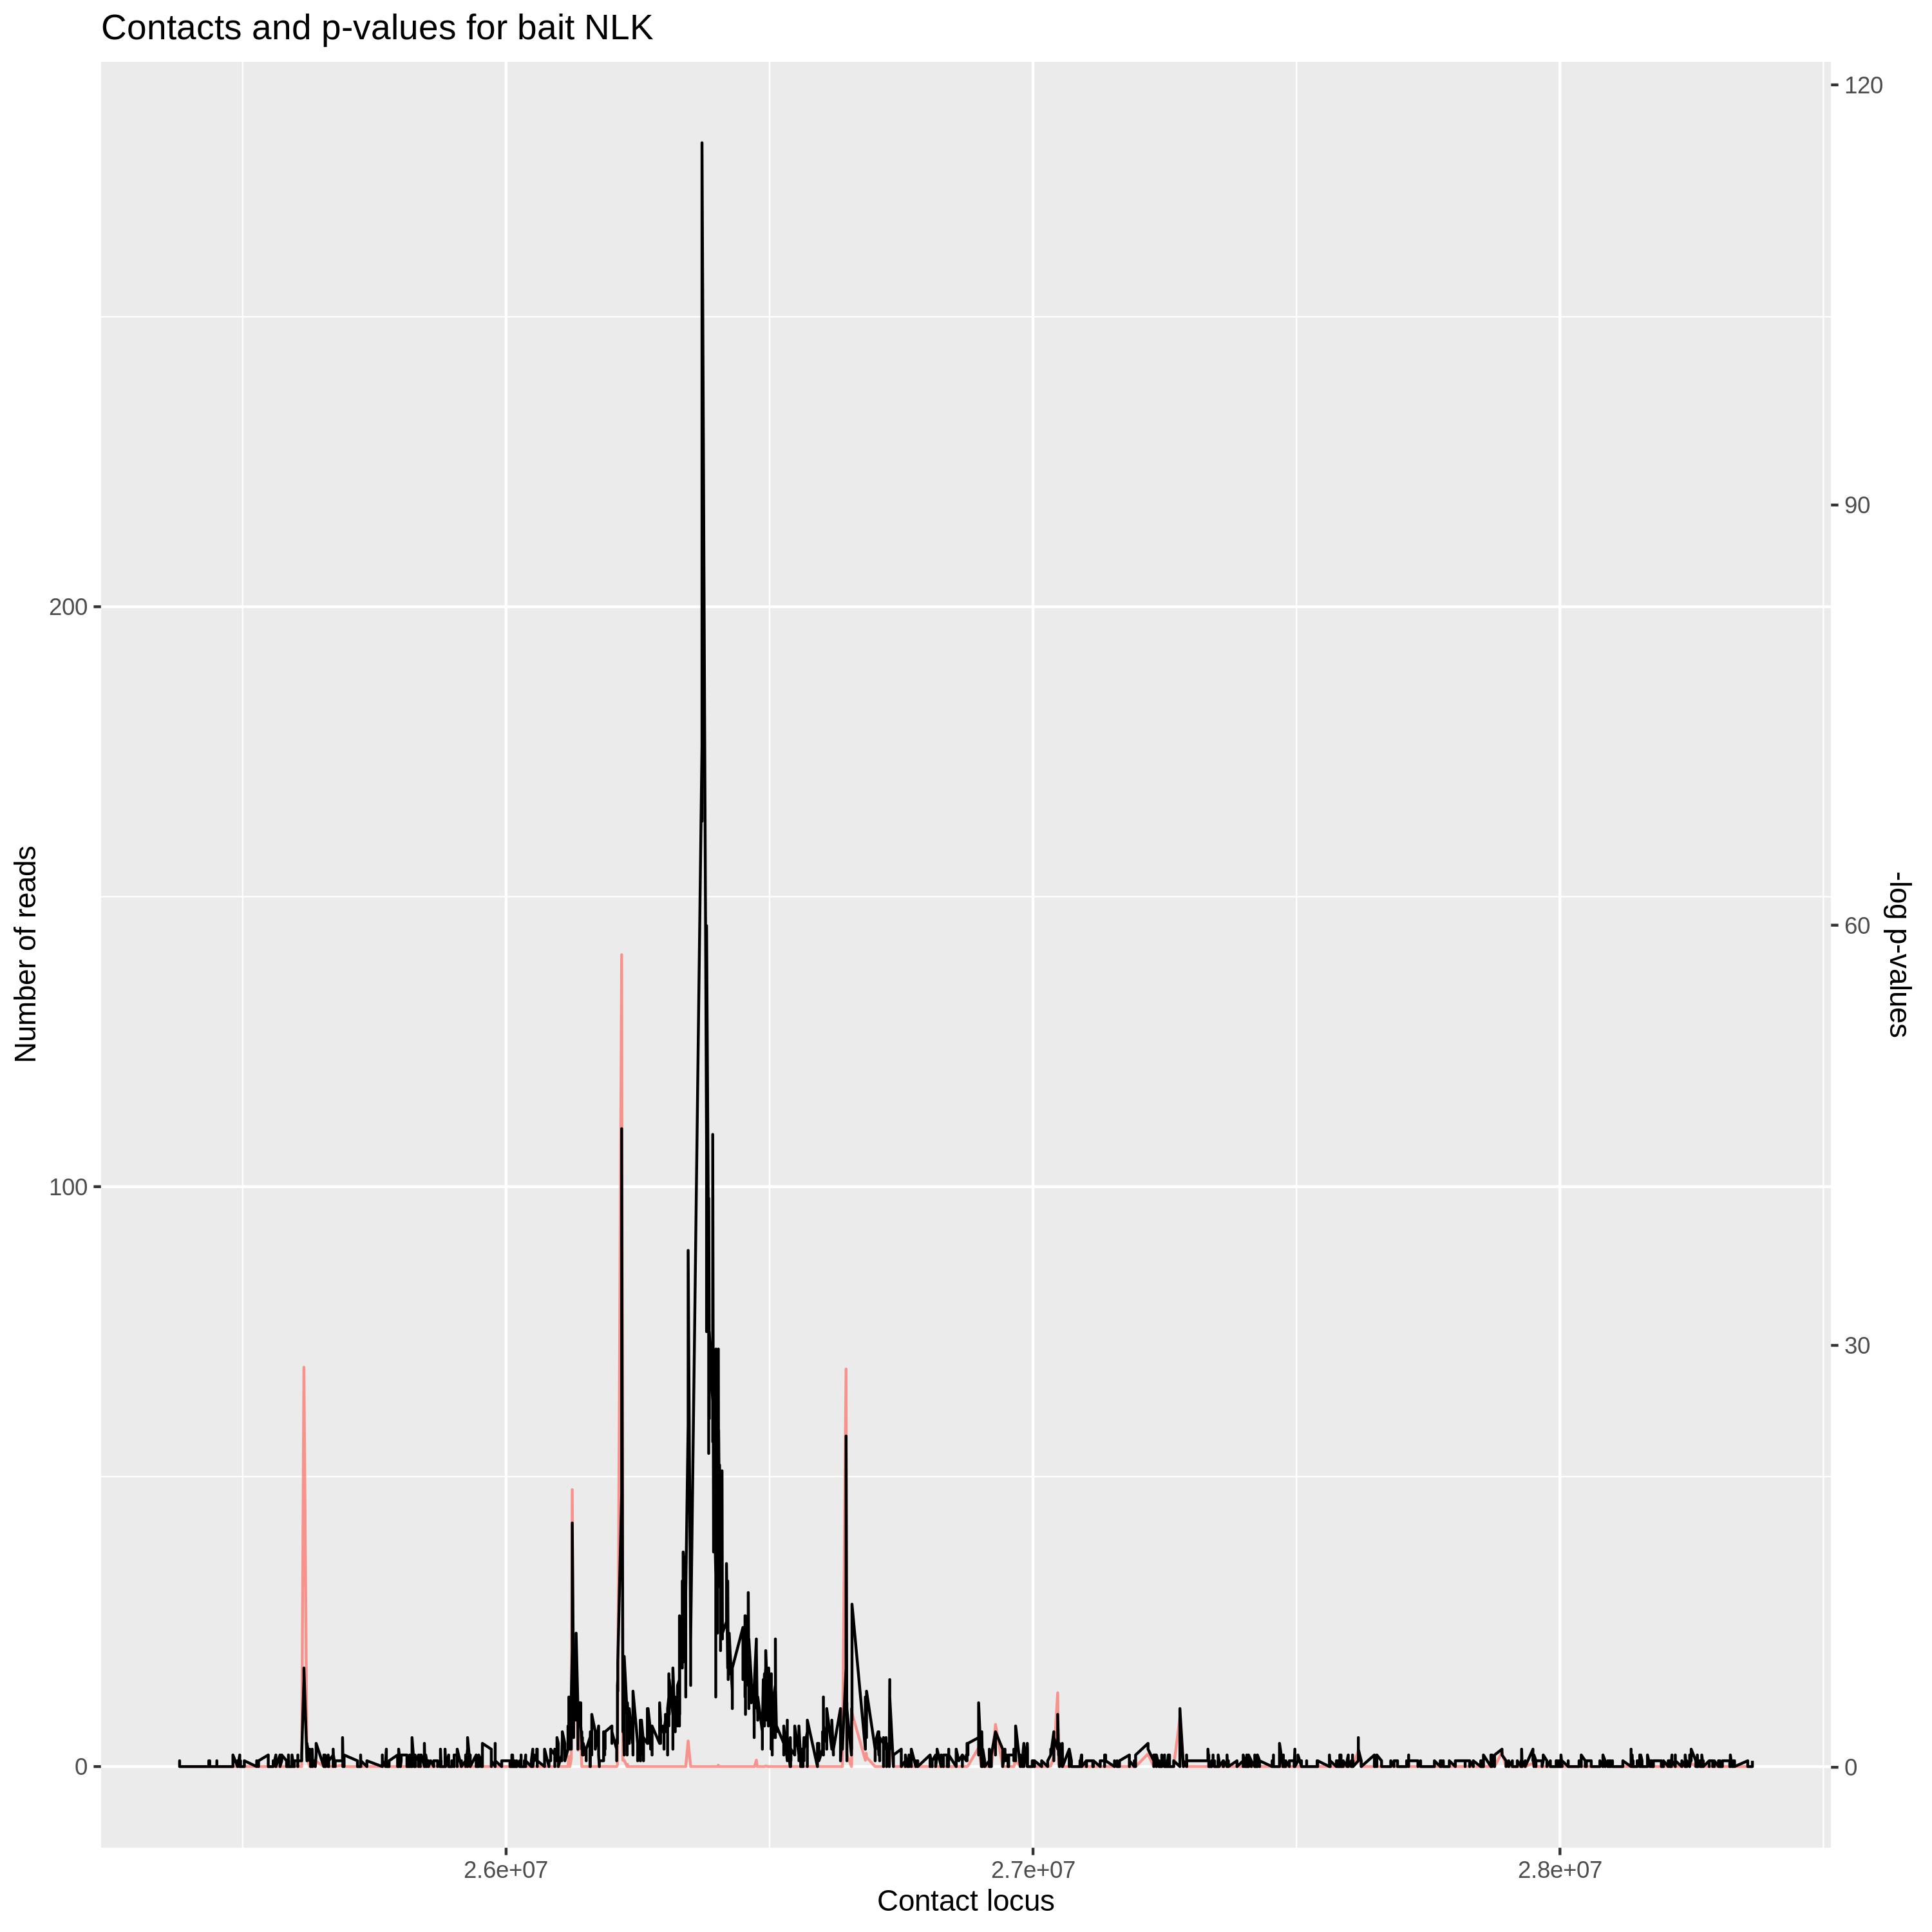 Contacts and p-values for bait NLK
120
90
200
60
100
30
0
0
Number of reads
-log p-values
2.6e+07
2.7e+07
2.8e+07
Contact locus